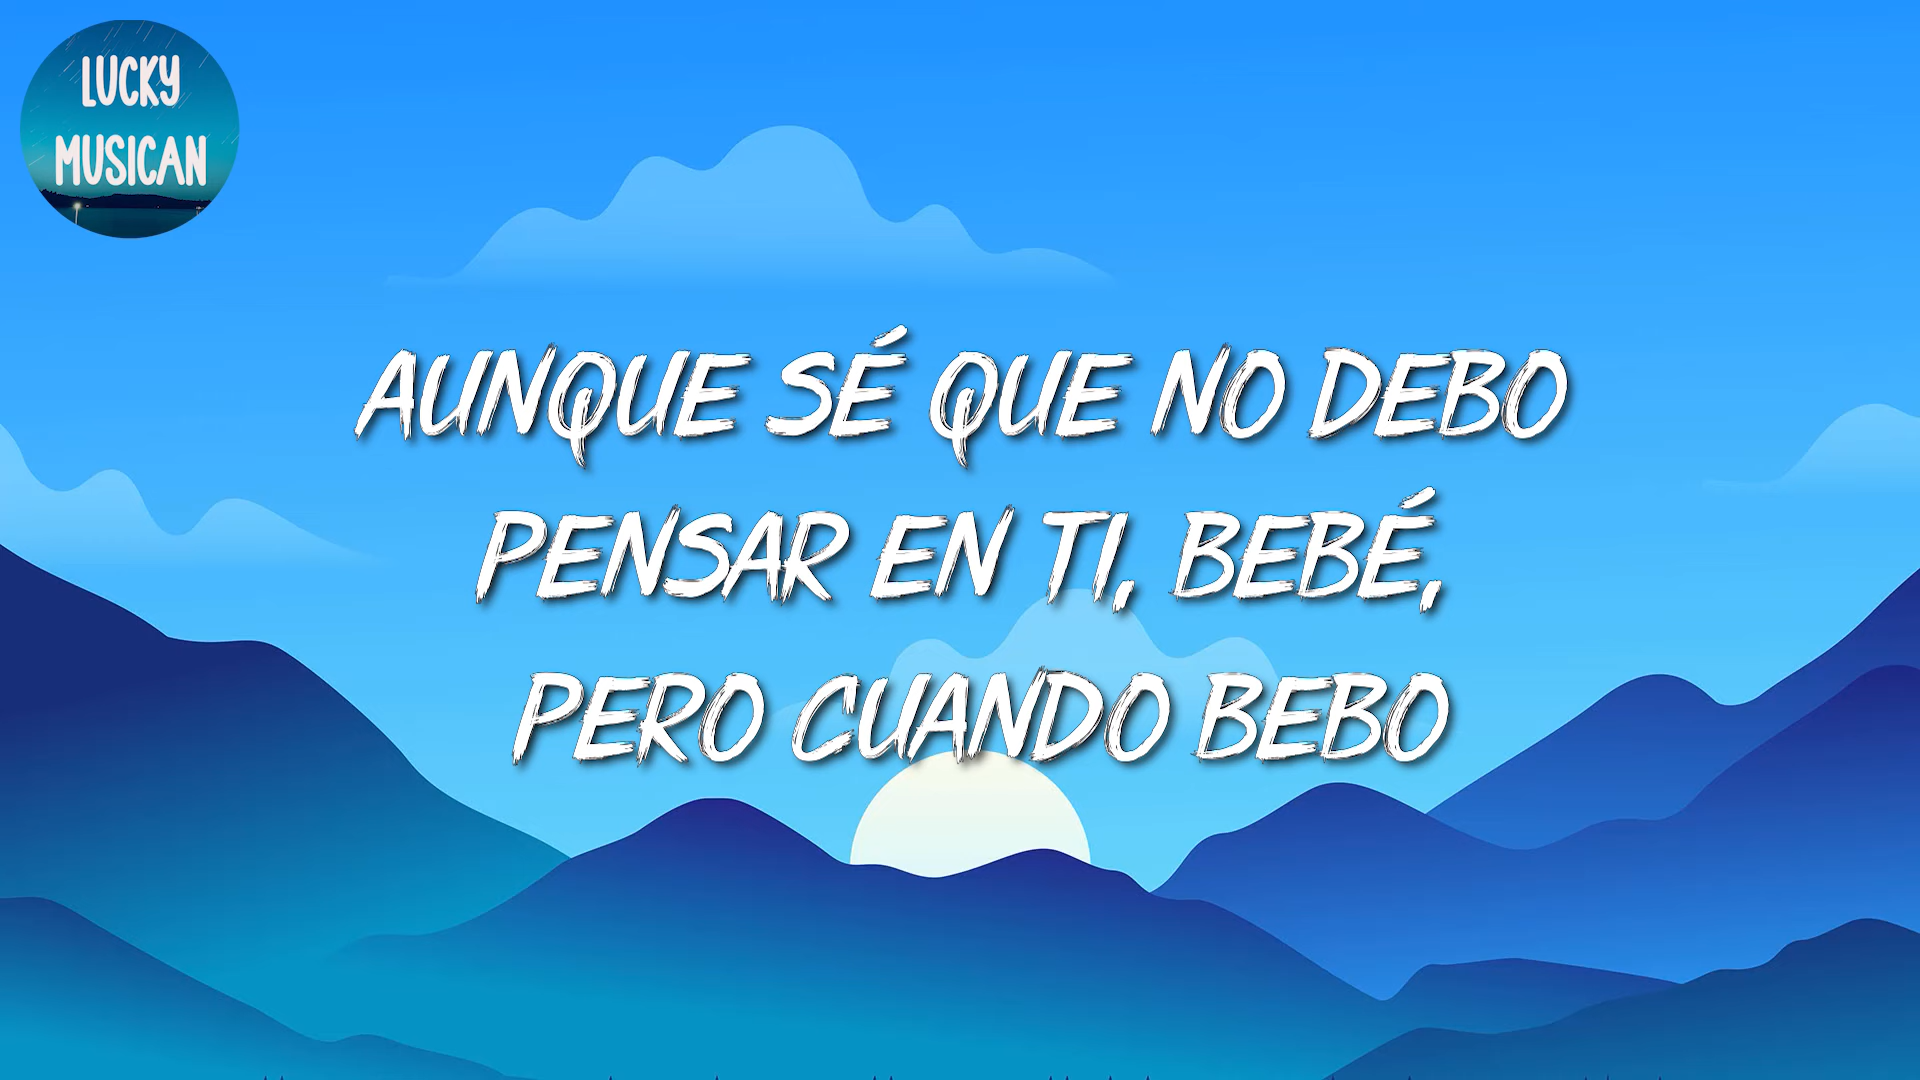 LUCKY
MUSICAN
AUNQUE SÉ QUE NO DEBO
PENSAR EN TI, BEBÉ,
PERO CUANDO BEBO